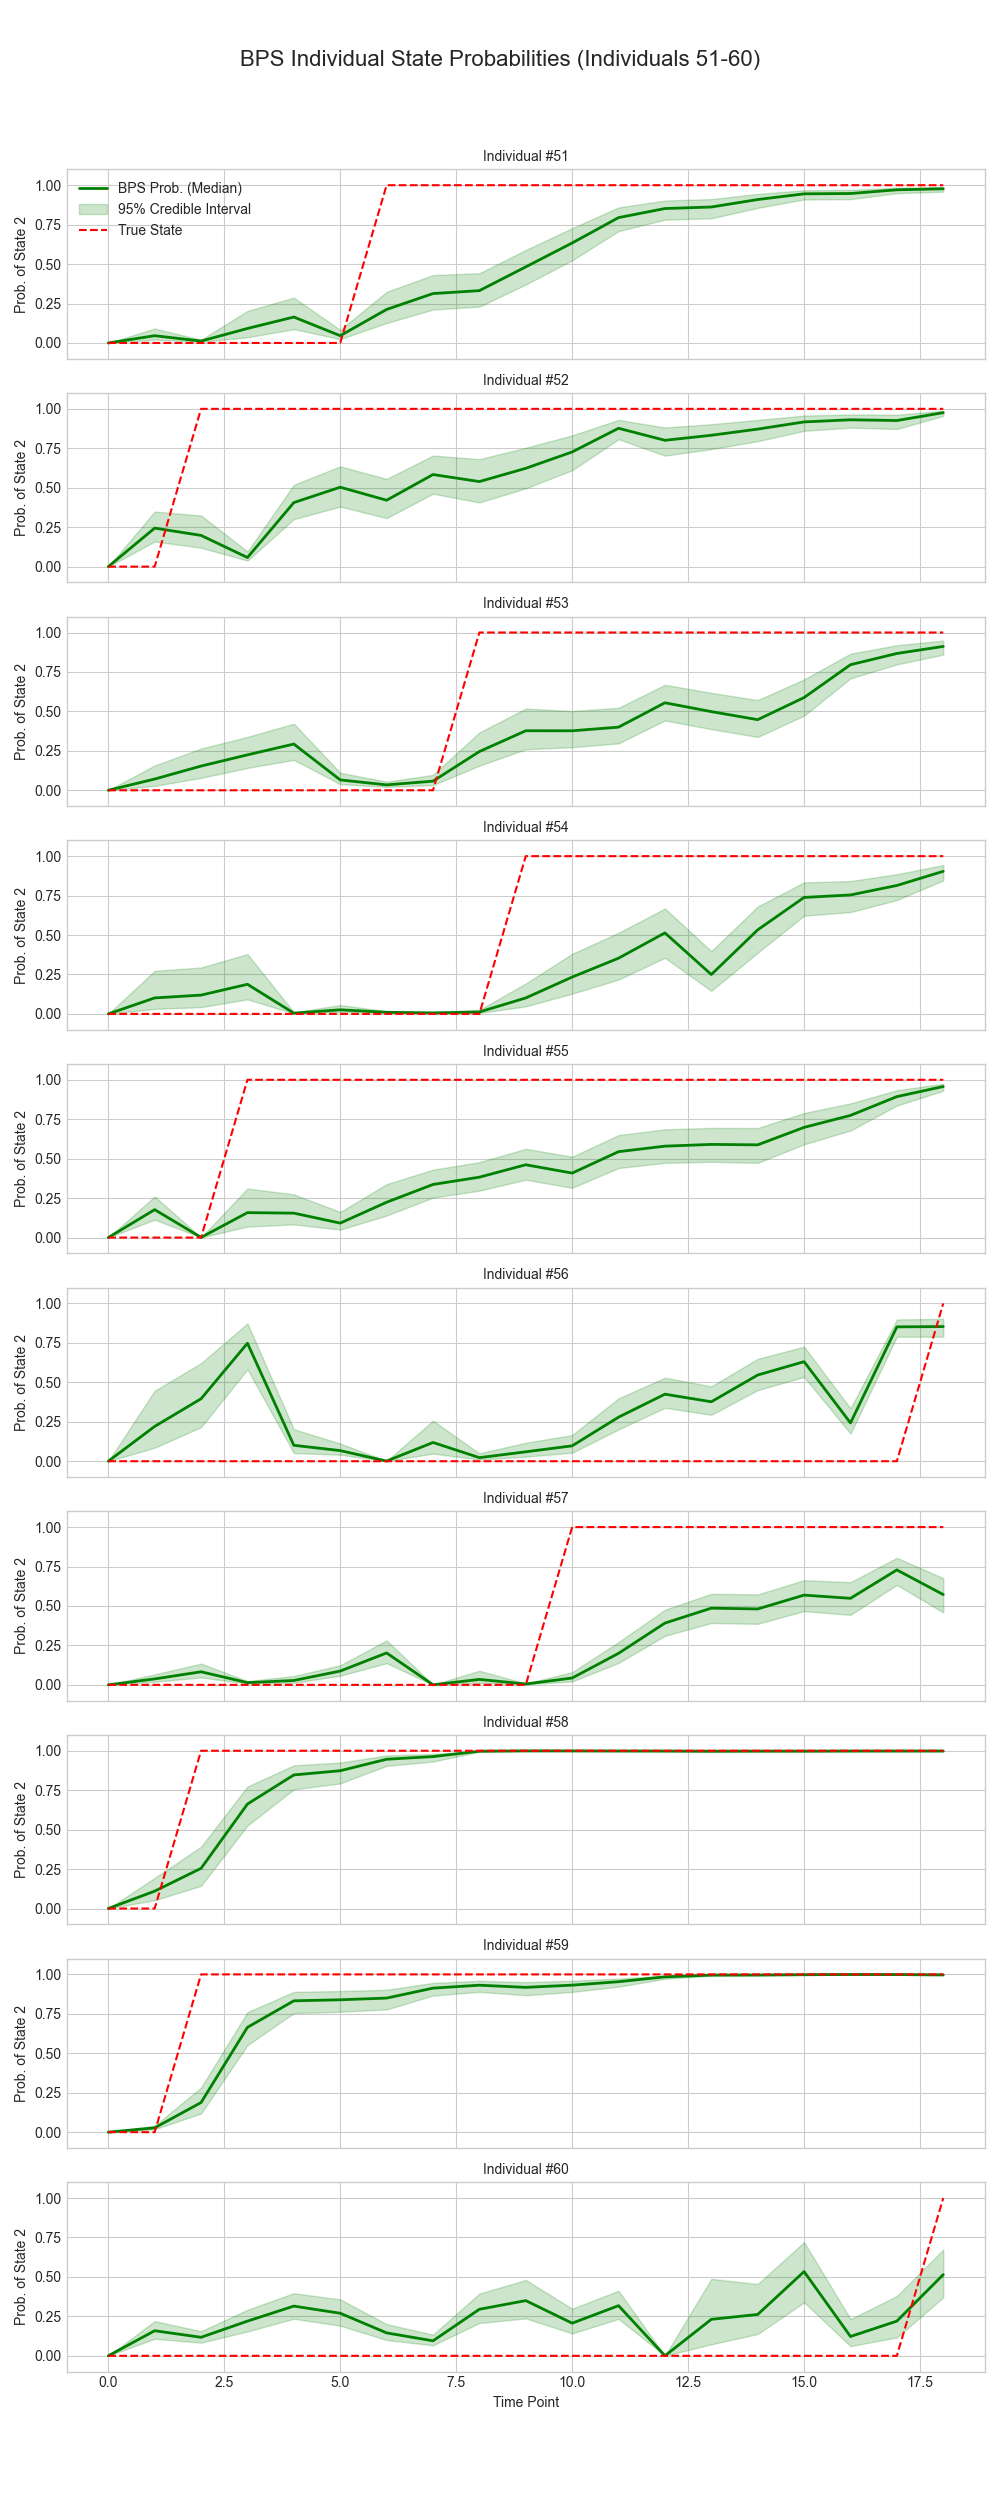 BPS Individual State Probabilities (Individuals 51-60)
Individual #51
1.00
0.75
0.50
0.25
0.00
Prob. of State 2
BPS Prob. (Median)
95% Credible Interval
True State
Individual #52
1.00
0.75
0.50
0.25
0.00
Prob. of State 2
Individual #53
1.00
0.75
0.50
0.25
0.00
Prob. of State 2
Individual #54
1.00
0.75
0.50
0.25
0.00
Prob. of State 2
Individual #55
1.00
0.75
0.50
0.25
0.00
Prob. of State 2
Individual #56
1.00
0.75
0.50
0.25
0.00
Prob. of State 2
Individual #57
1.00
0.75
0.50
0.25
0.00
Prob. of State 2
Individual #58
1.00
0.75
0.50
0.25
0.00
Prob. of State 2
Individual #59
1.00
0.75
0.50
0.25
0.00
Prob. of State 2
Individual #60
1.00
0.75
0.50
0.25
0.00
Prob. of State 2
0.0 2.5 5.0 7.5 10.0 12.5 15.0 17.5
Time Point